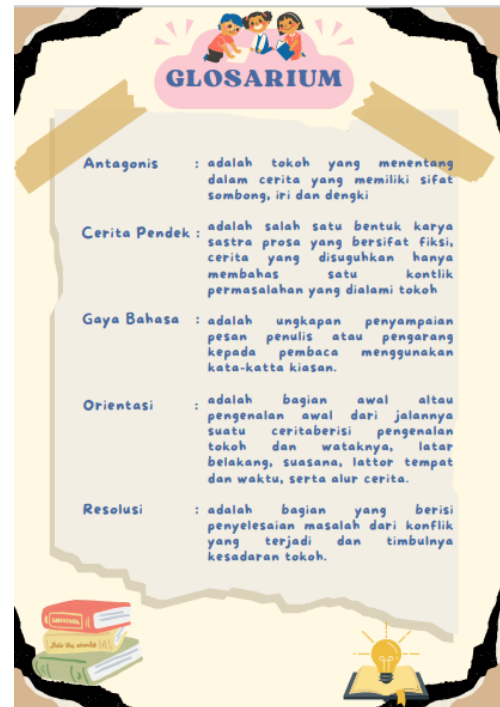 GLOSARIUM
Antagonis : adalah tokoh yang menentang
dalam cerita yang memiliki sifat
sombong, iri dan dengki
Cerita Pendek : adalah salah satu bentuk karya
sastra prosa yang bersifat fiksi,
cerita yang disuguhkan hanya
membahas satu kontlik
permasalahan yang dialami tokoh
Gaya Bahasa : adalah ungkapan penyampaian
pesan penulis atau pengarang
kepada pembaca menggunakan
kata-katta kiasan.
Orientasi : adalah bagian awal altau
pengenalan awal dari jalannya
suatu ceritaberisi pengenalan
tokoh dan wataknya, latar
belakang, suasana, lattor tempat
dan waktu, serta alur cerita.
Resolusi : adalah bagian yang berisi
penyelesaian masalah dari konflik
yang terjadi dan timbulnya
kesadaran tokoh.